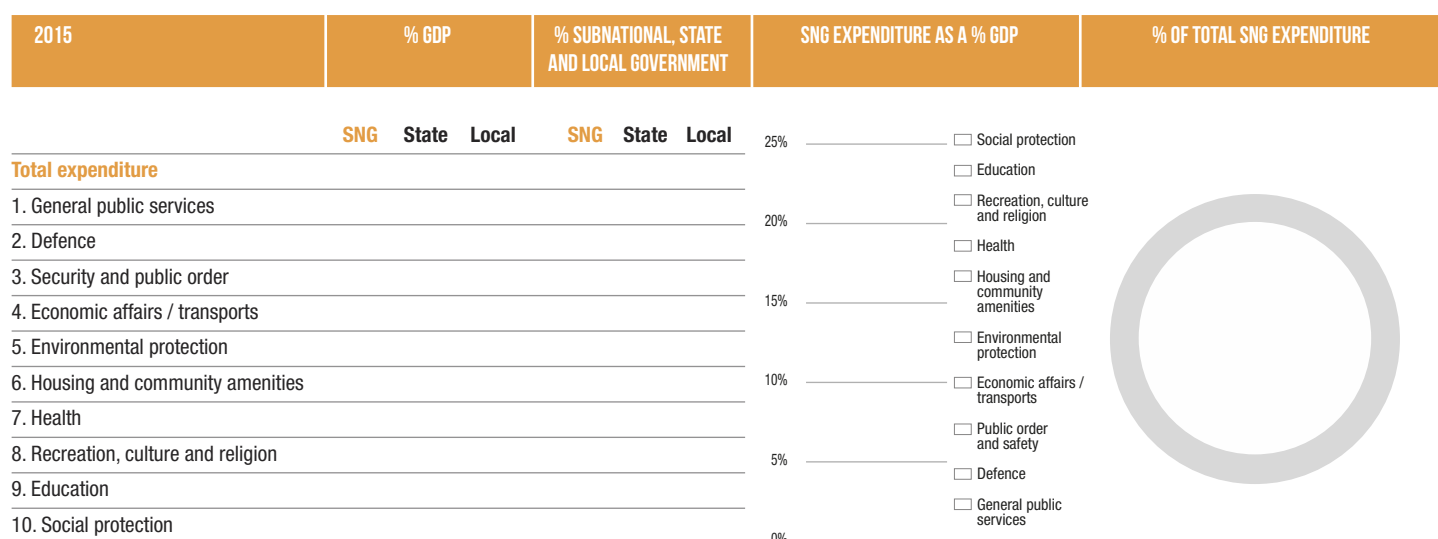 2015
% GDP
% SUBNATIONAL, STATE
AND LOCAL GOVERNMENT
SNG EXPENDITURE AS A % GDP
% OF TOTAL SNG EXPENDITURE
SNG State Local SNG State Local
Total expenditure
1. General public services
2. Defence
3. Security and public order
4. Economic affairs / transports
5. Environmental protection
6. Housing and community amenities
7. Health
8. Recreation, culture and religion
9. Education
10. Social protection
25%
20%
15%
10%
5%
0%
Social protection
Education
Recreation, culture
and religion
Health
Housing and
community
amenities
Environmental
protection
Economic affairs /
transports
Public order
and safety
Defence
General public
services